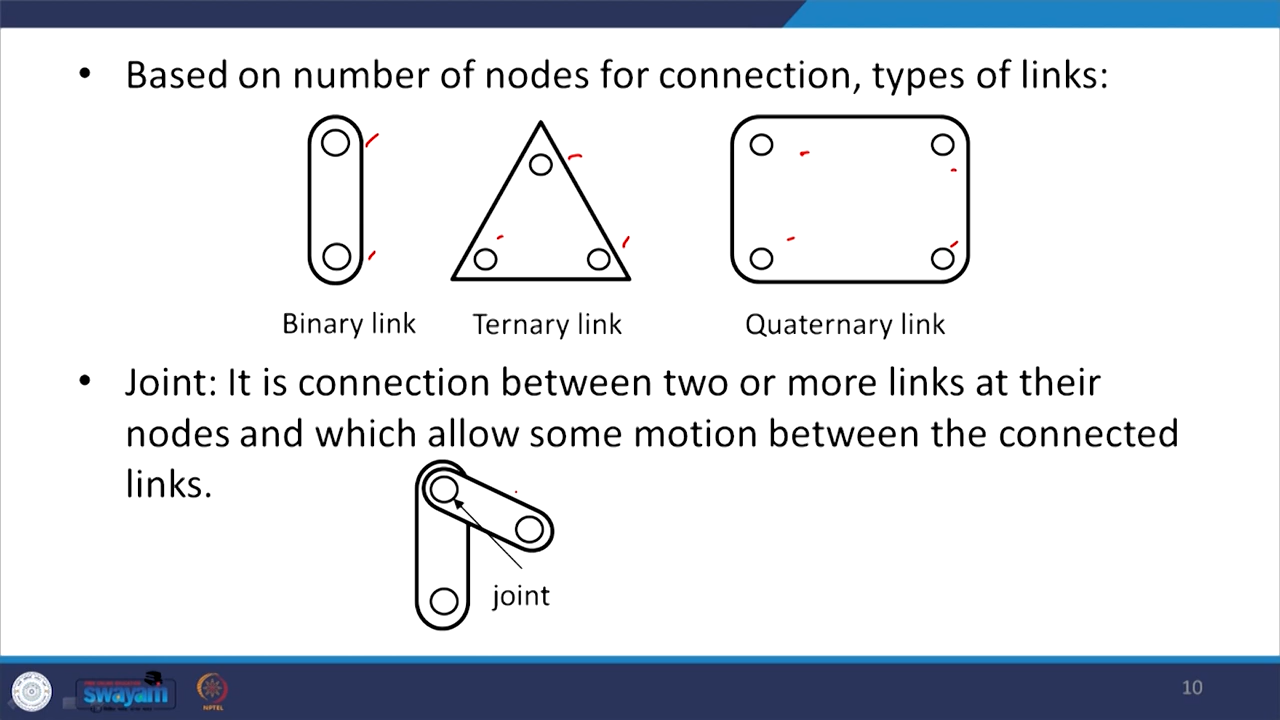 • Based on number of nodes for connection, types of links:
Binary link
Ternary link
Quaternary link
• Joint: It is connection between two or more links at their
nodes and which allow some motion between the connected
links.
joint
swayam
NPTEL
10